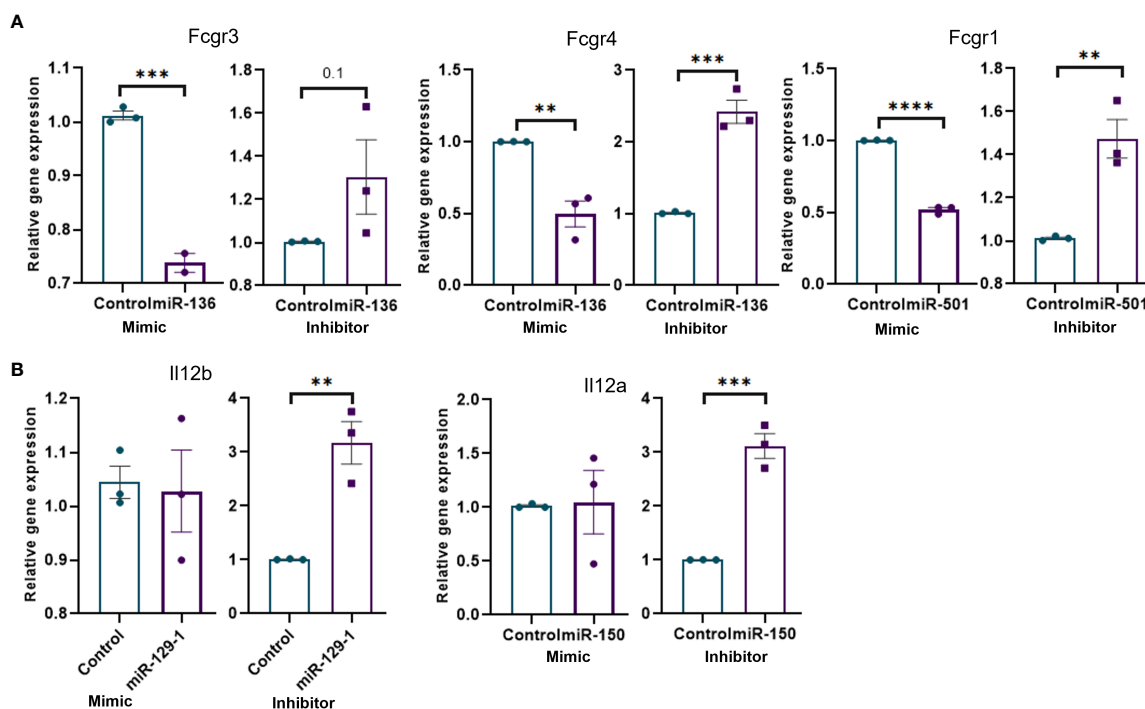 A
Fcgr3
Fcgr4
Fcgr1
Relative gene expression
1.1
1.0
0.9
0.8
0.7
***
ControlmiR-136
Mimic
1.8
1.6
1.4
1.2
1.0
0.8
0.1
ControlmiR-136
Inhibitor
Relative gene expression
1.5
1.0
0.5
0.0
**
ControlmiR-136
Mimic
3
2
1
0
***
ControlmiR-136
Inhibitor
Relative gene expression
1.5
1.0
0.5
0.0
****
ControlmiR-501
Mimic
1.8
1.6
1.4
1.2
1.0
0.8
**
ControlmiR-501
Inhibitor
B
Il12b
Il12a
Relative gene expression
1.2
1.1
1.0
0.9
0.8
Control
miR-129-1
Mimic
4
3
2
1
0
**
Control
miR-129-1
Inhibitor
Relative gene expression
2.0
1.5
1.0
0.5
0.0
ControlmiR-150
Mimic
4
3
2
1
0
***
ControlmiR-150
Inhibitor